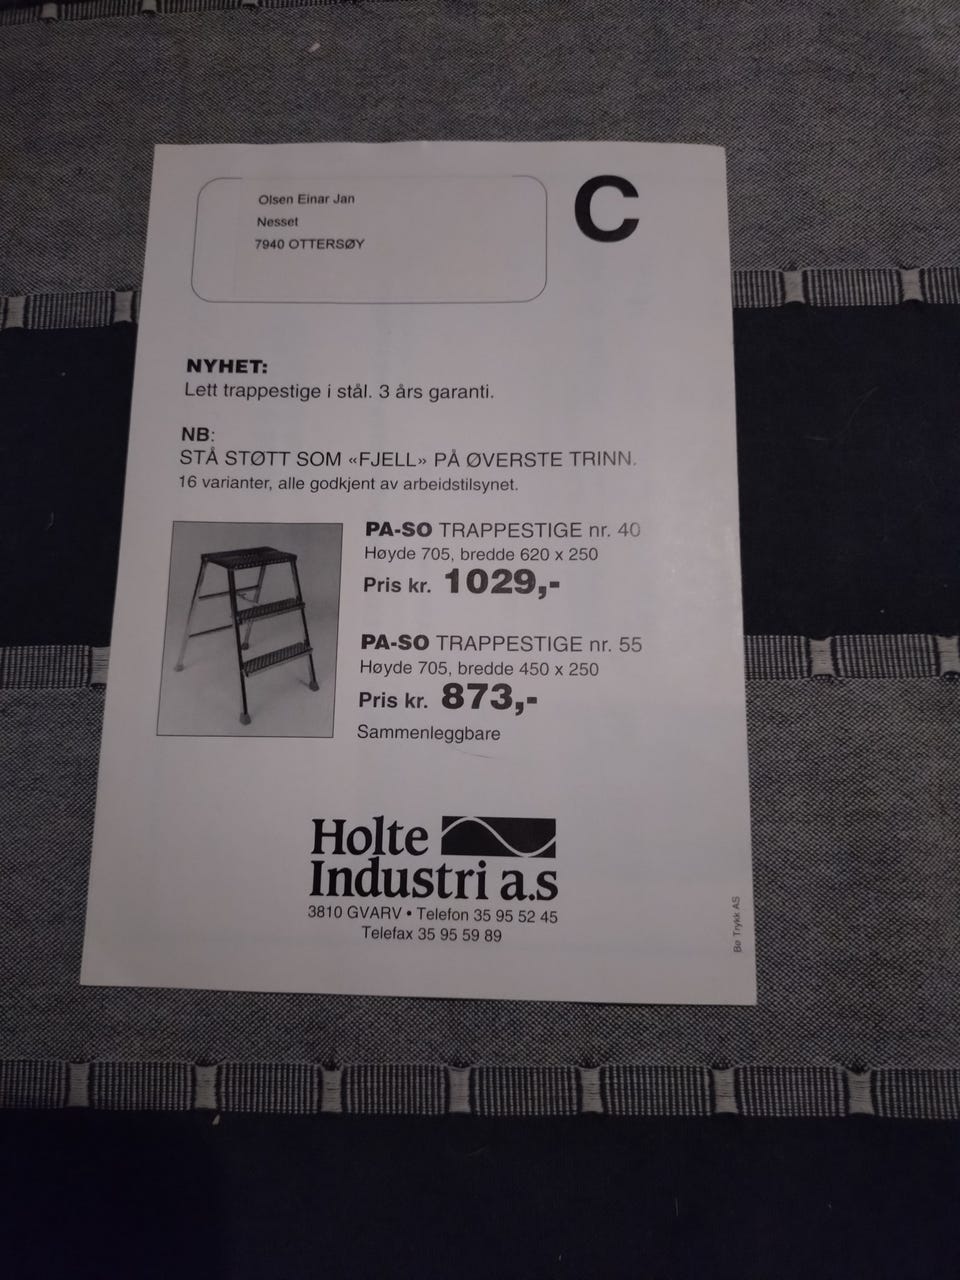 Olsen Einar Jan
Nesset
7940 OTTERSØY
C
NYHET:
Lett trappestige i stål. 3 års garanti.
NB:
STÅ STØTT SOM «FJELL» PÅ ØVERSTE TRINN.
16 varianter, alle godkjent av arbeidstilsynet.
PA-SO TRAPPESTIGE nr. 40
Høyde 705, bredde 620 x 250
Pris kr. 1029,-
PA-SO TRAPPESTIGE nr. 55
Høyde 705, bredde 450 x 250
Pris kr. 873,-
Sammenleggbare
Holte
Industri a.s
3810 GVARV • Telefon 35 95 52 45
Telefax 35 95 59 89
Bø Trykk AS